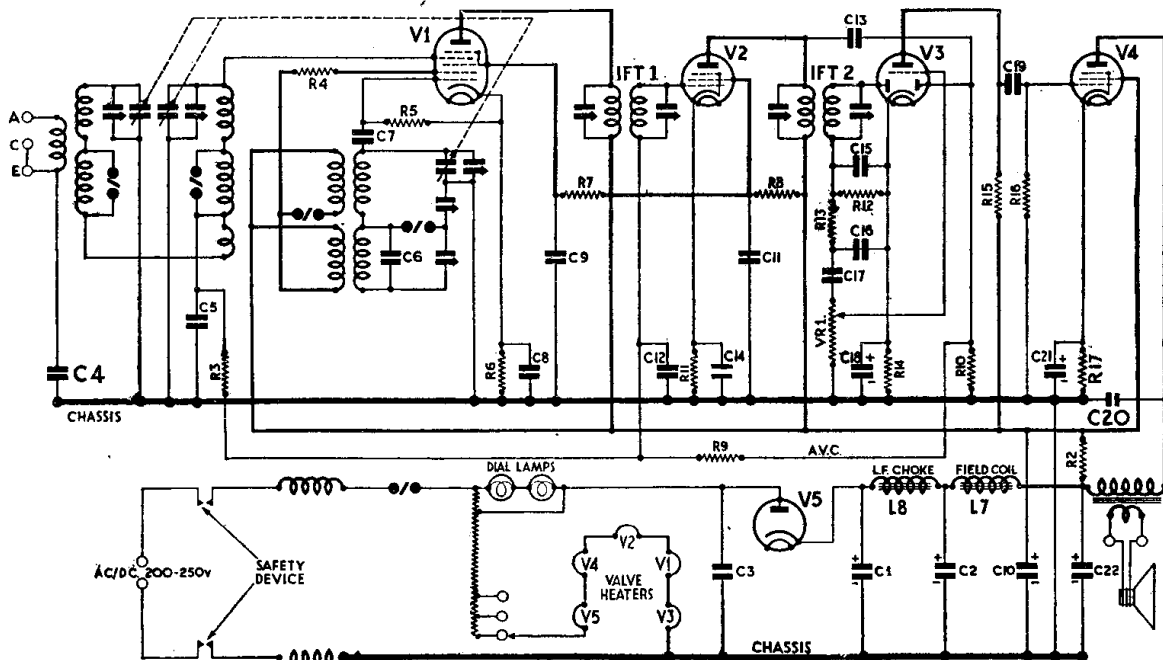 V1
C13
V2
V3
V4
R4
IFT 1
IFT 2
C19
A
C
E
R5
C7
C15
R7
R8
R12
R13
R15
R16
C16
C6
C9
C11
C17
VR1.
C5
R3
R6
C8
C12
R11
C14
C18
+
-
R14
R10
C21
+
-
R17
C4
CHASSIS
C20
R9
A.V.C.
R2
DIAL LAMPS
L.F. CHOKE
FIELD COIL
V5
L8
L7
AC/DC. 200-250v
SAFETY
DEVICE
V2
V4
V1
VALVE
HEATERS
V5
V3
C3
+
C1
-
+
C2
-
+
C10
-
+
C22
-
CHASSIS